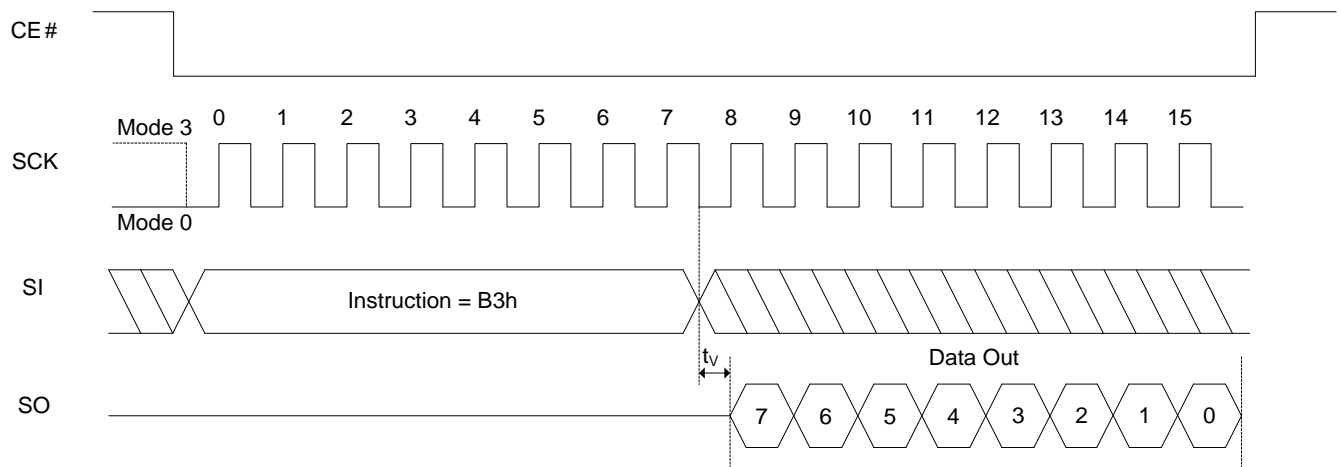 CE#
0 1 2 3 4 5 6 7 8 9 10 11 12 13 14 15
Mode 3
SCK
Mode 0
SI
Instruction = B3h
tV
Data Out
SO
7 6 5 4 3 2 1 0